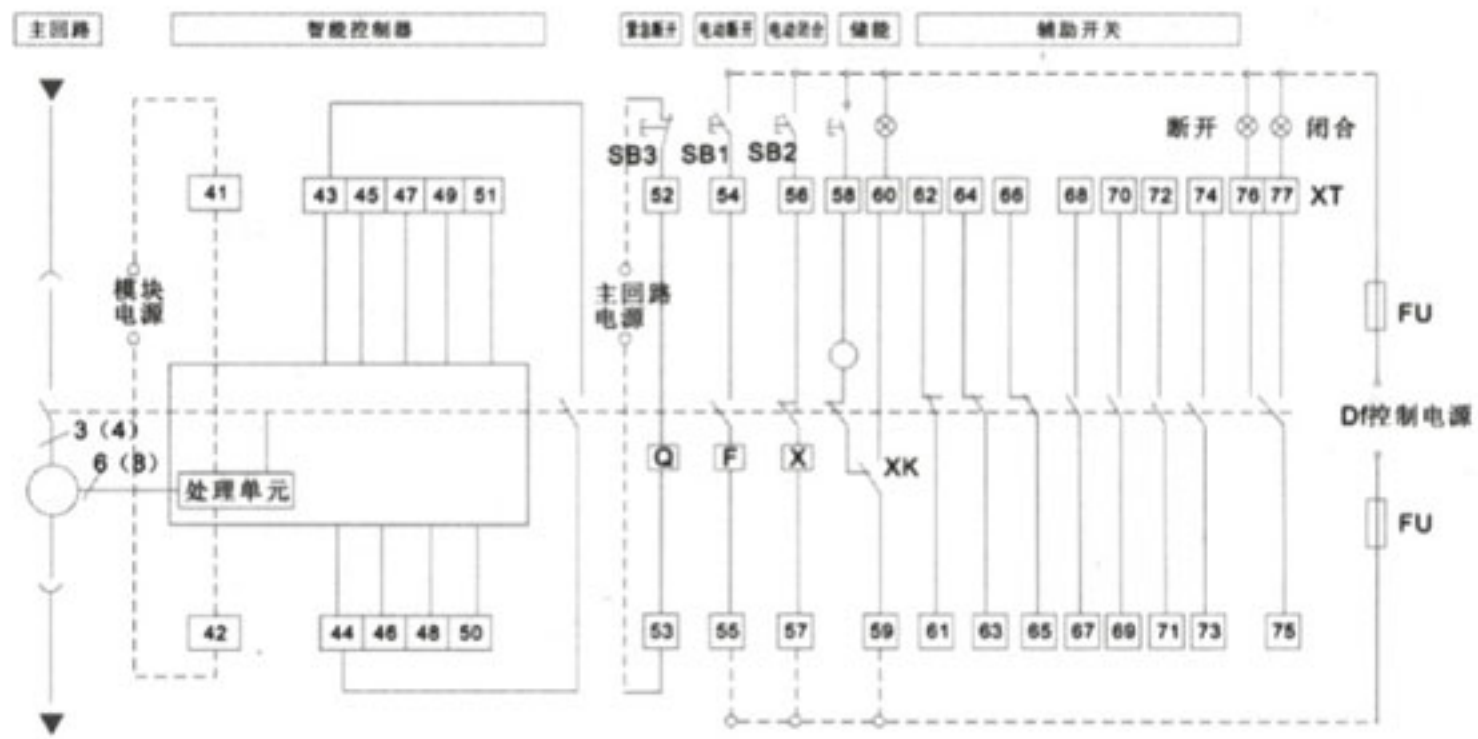 主回路 智能控制器 紧急断开 电动断开 电动闭合 储能 辅助开关
断开 闭合
SB3 SB1 SB2
41 43 45 47 49 51 52 54 56 58 60 62 64 66 68 70 72 74 76 77 XT
模块
电源
主回路
电源
FU
Df控制电源
3（4）
6（8）
Q F X XK
处理单元
FU
42 44 46 48 50 53 55 57 59 61 63 65 67 69 71 73 75